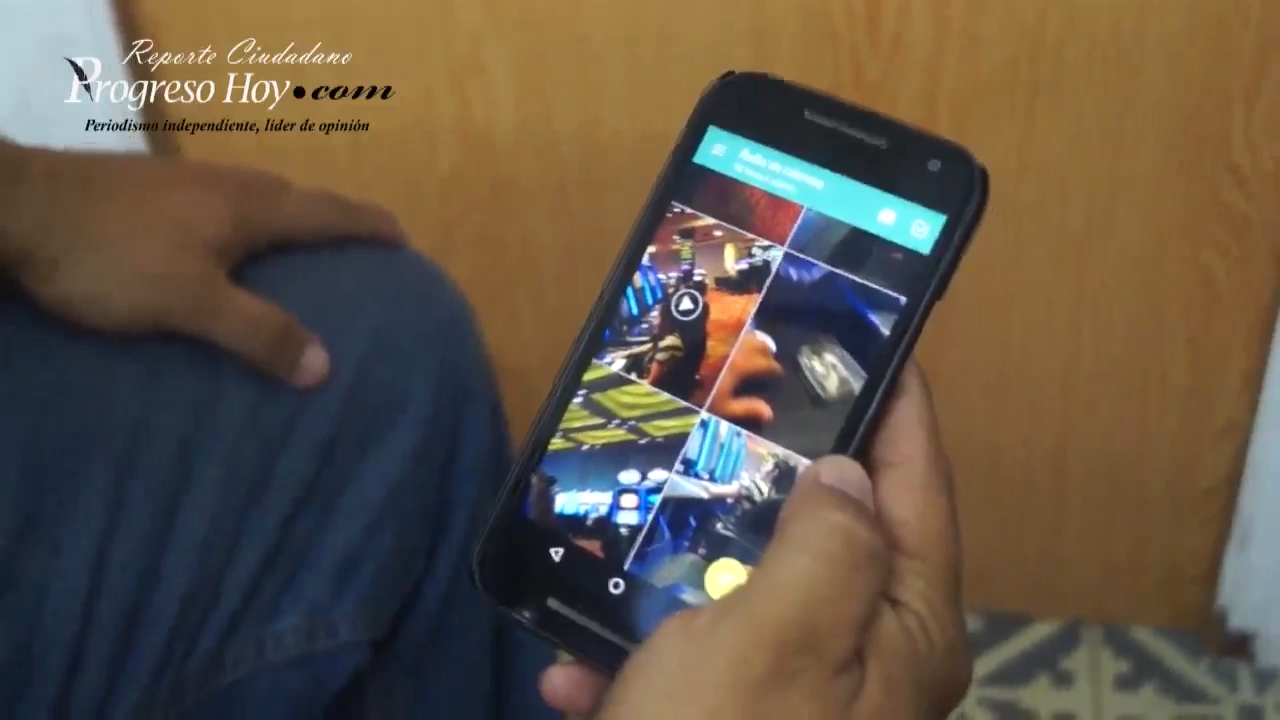 Reporte Ciudadano
Progreso Hoy.com
Periodismo independiente, líder de opinión